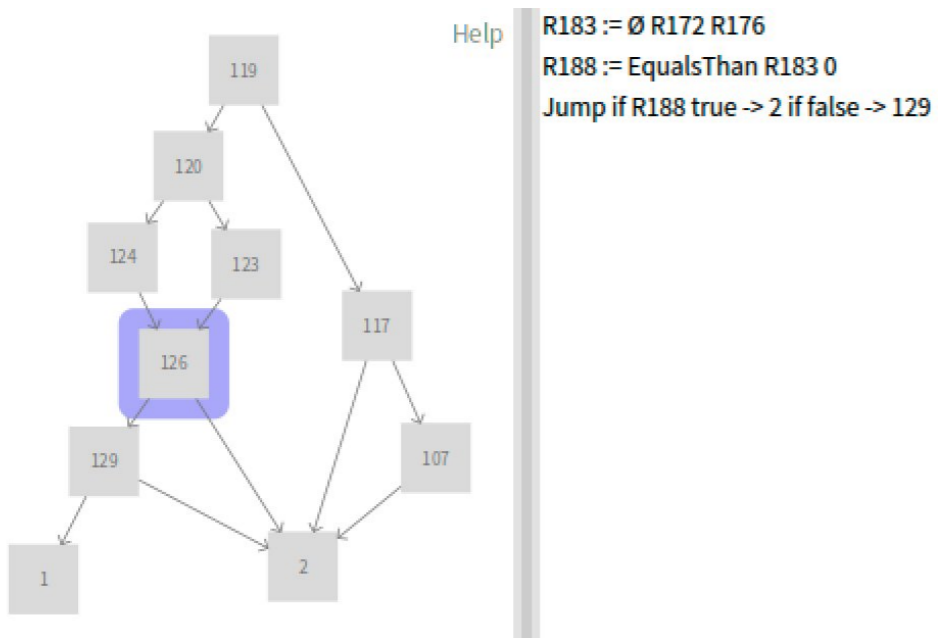 Help
R183 := Ø R172 R176
R188 := EqualsThan R183 0
Jump if R188 true -> 2 if false -> 129
119
120
124
123
117
126
129
107
1
2